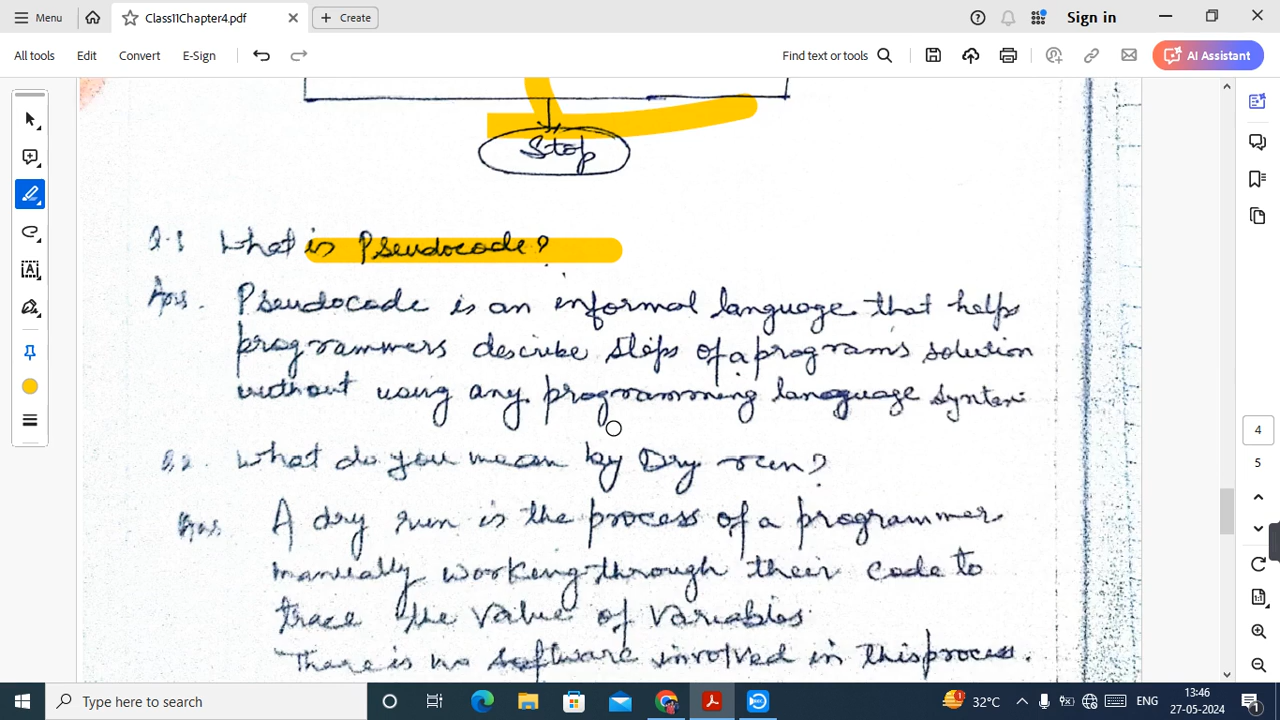 Menu
Class11Chapter4.pdf
Create
Sign in
All tools
Edit
Convert
E-Sign
Find text or tools
AI Assistant
Stop
Q.1 What is Pseudocode?
Ans. Pseudocode is an informal language that helps
programmers describe steps of a programs solution
without using any programming language syntax
Q.2. What do you mean by Dry run?
Ans. A dry run is the process of a programmer
manually working through their code to
trace the value of variables.
There is no software involved in this process.
4
5
Type here to search
1
32°C
ENG
13:46
27-05-2024
1